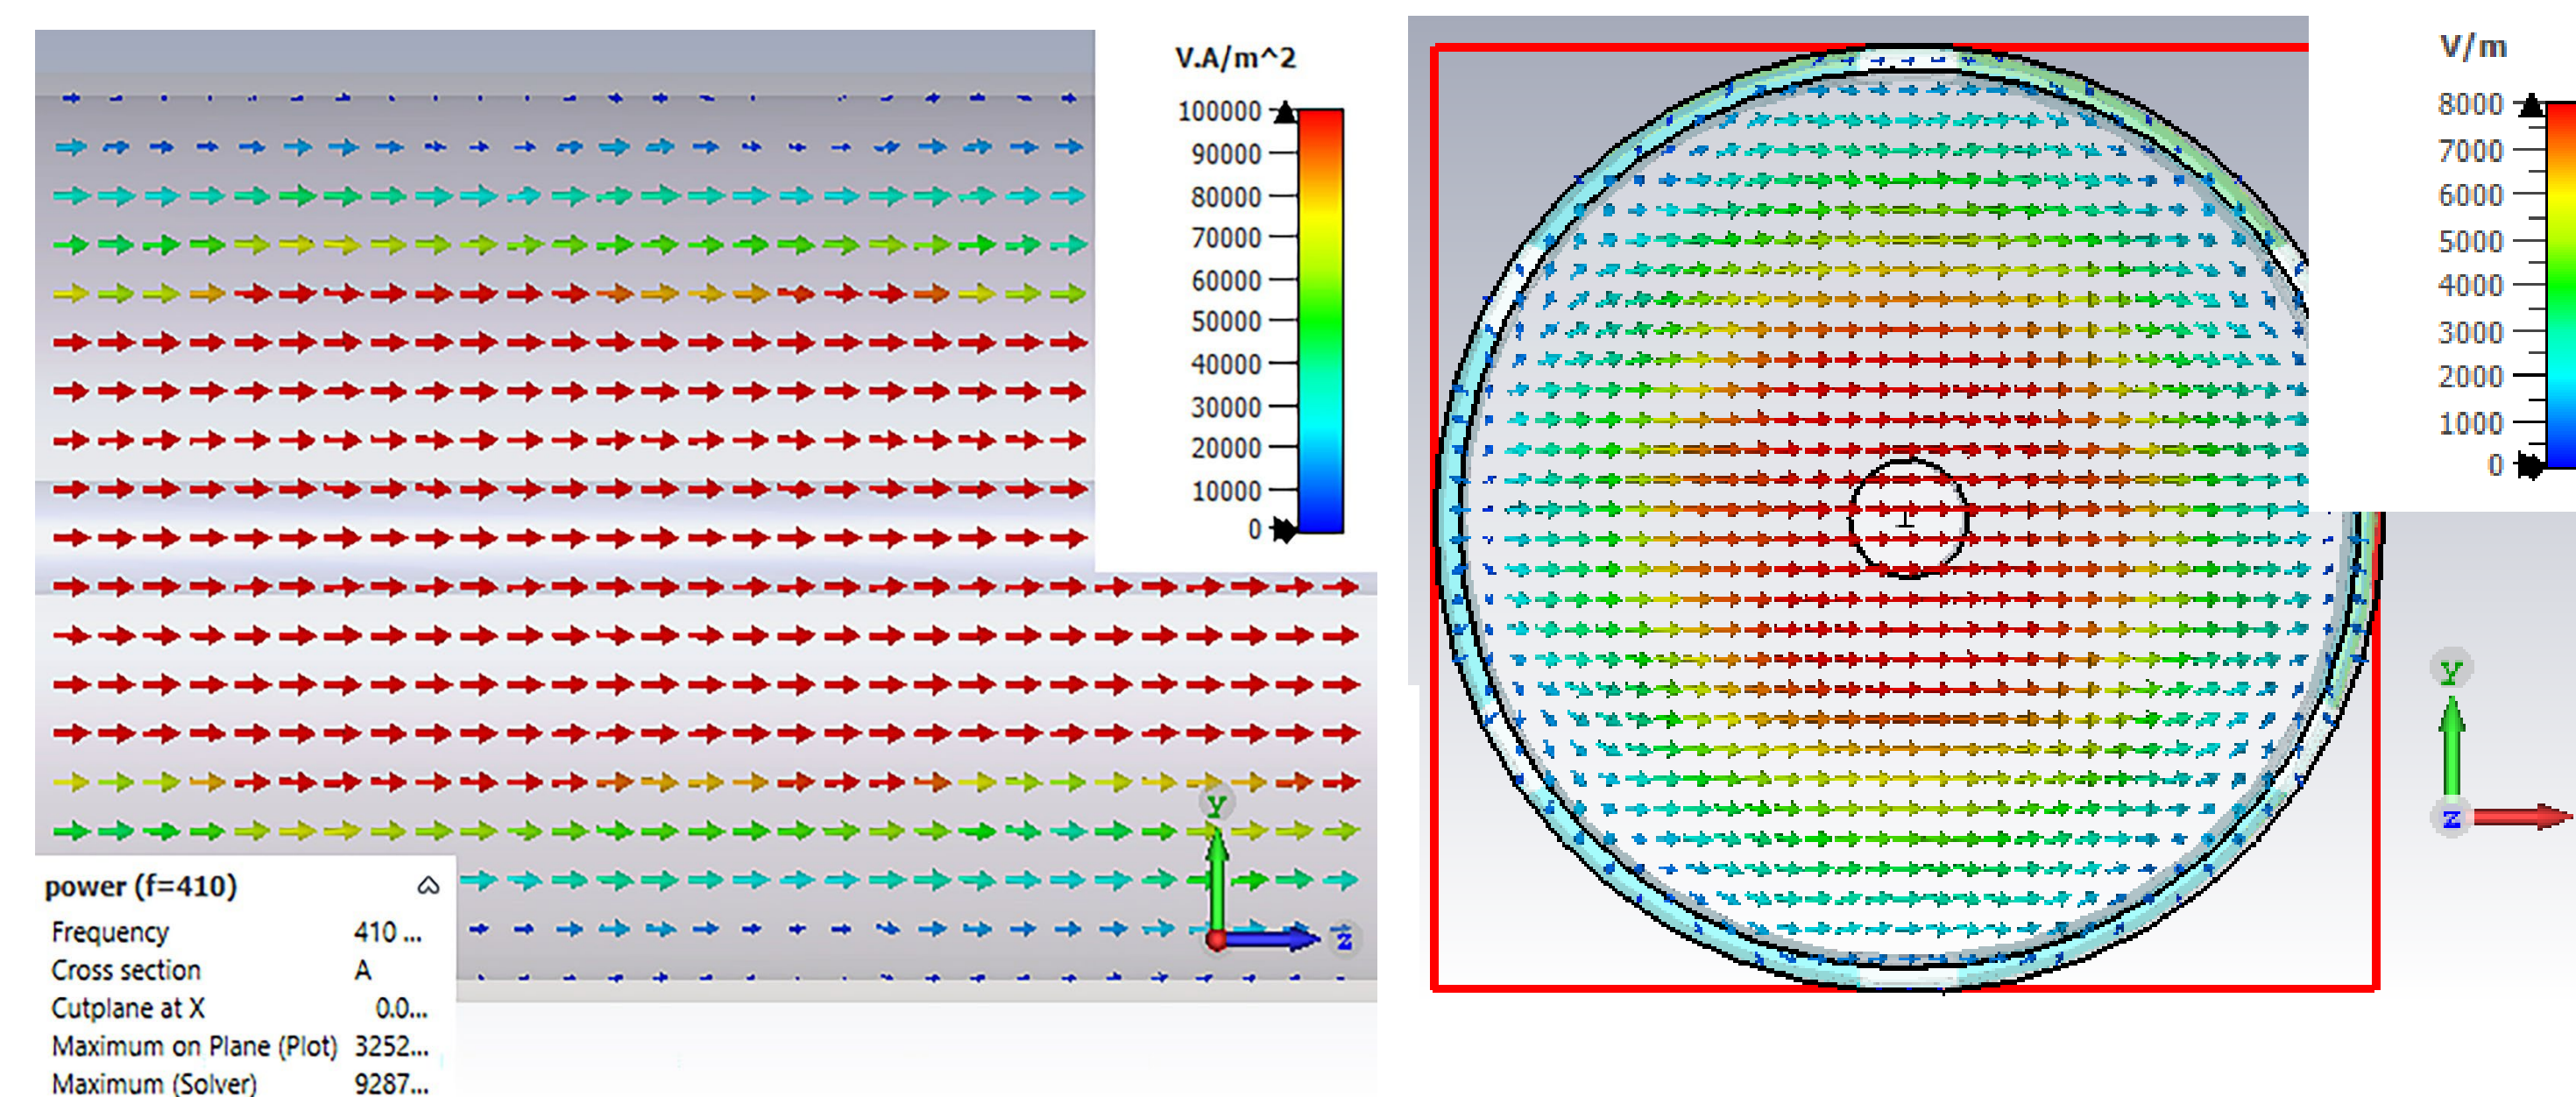 V.A/m^2
100000
90000
80000
70000
60000
50000
40000
30000
20000
10000
0
Y
Z
power (f=410)
Frequency 410 ...
Cross section A
Cutplane at X 0.0...
Maximum on Plane (Plot) 3252...
Maximum (Solver) 9287...
V/m
8000
7000
6000
5000
4000
3000
2000
1000
0
Y
Z